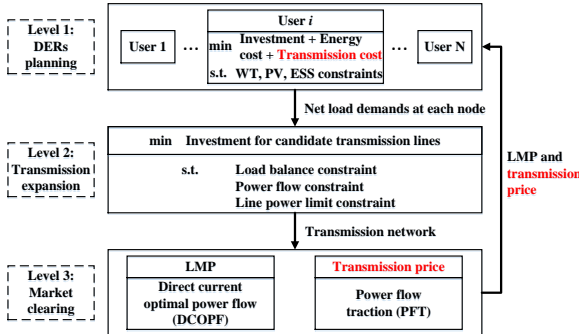 Level 1:
DERs
planning
User 1
...
User i
min Investment + Energy
cost + Transmission cost
s.t. WT, PV, ESS constraints
...
User N
Net load demands at each node
Level 2:
Transmission
expansion
min Investment for candidate transmission lines
s.t. Load balance constraint
Power flow constraint
Line power limit constraint
LMP and
transmission
price
Transmission network
Level 3:
Market
clearing
LMP
Direct current
optimal power flow
(DCOPF)
Transmission price
Power flow
traction (PFT)